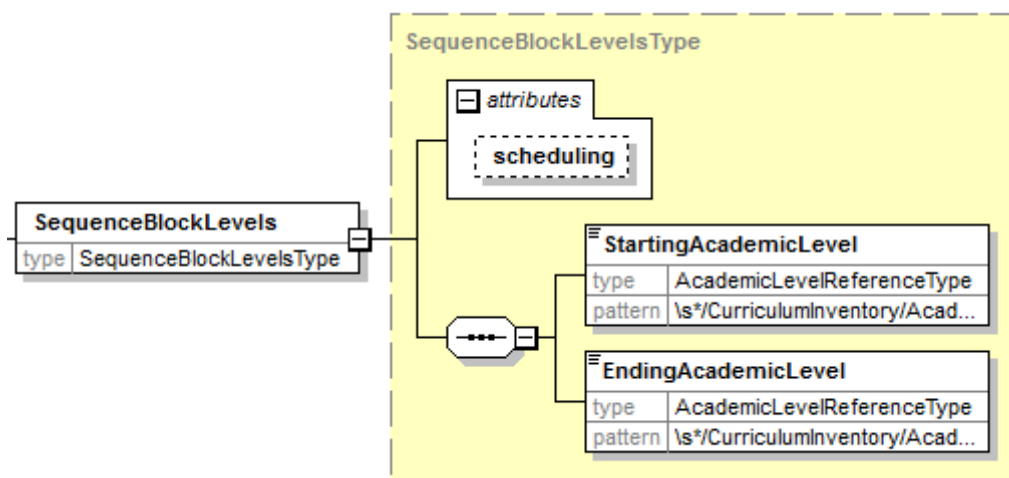 SequenceBlockLevelsType
attributes
scheduling
SequenceBlockLevels
type SequenceBlockLevelsType
StartingAcademicLevel
type AcademicLevelReferenceType
pattern \s*/CurriculumInventory/Acad...
EndingAcademicLevel
type AcademicLevelReferenceType
pattern \s*/CurriculumInventory/Acad...